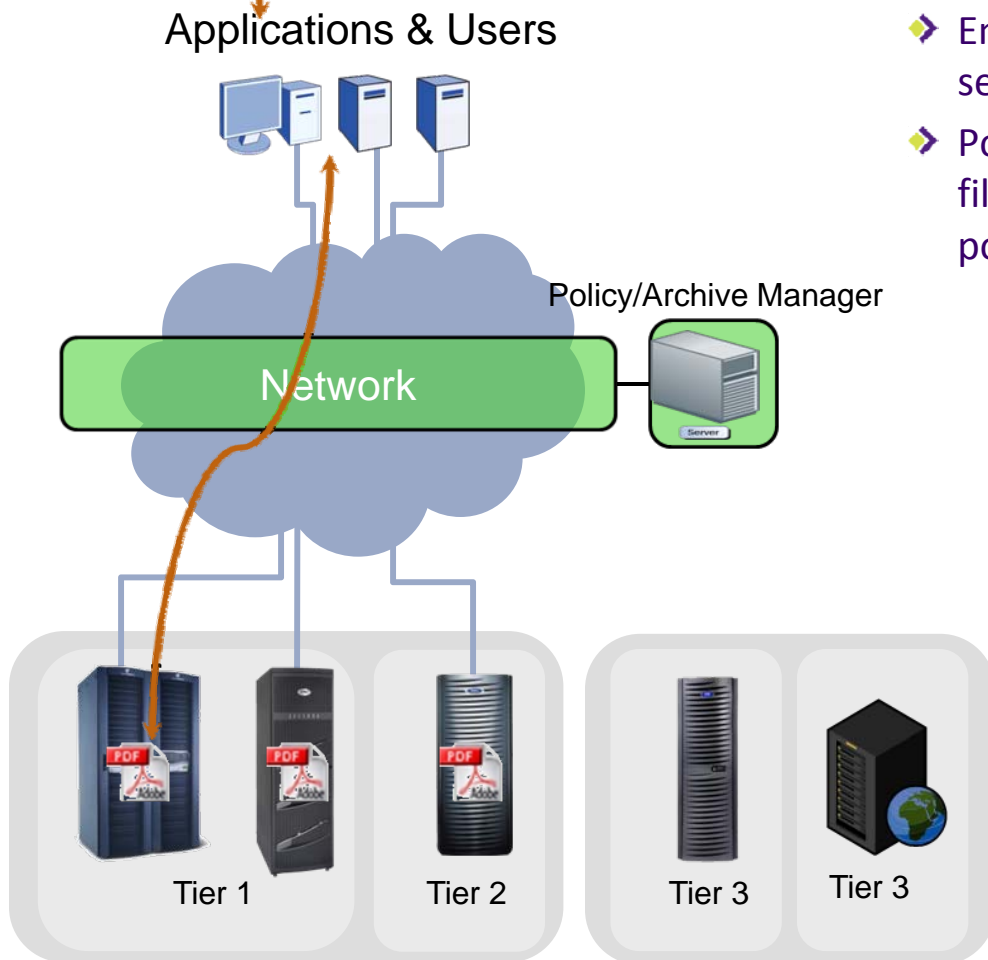 Applications & Users
Policy/Archive Manager
Network
Server
PDF
Adobe
PDF
Adobe
PDF
Adobe
Tier 1
Tier 2
Tier 3
Tier 3